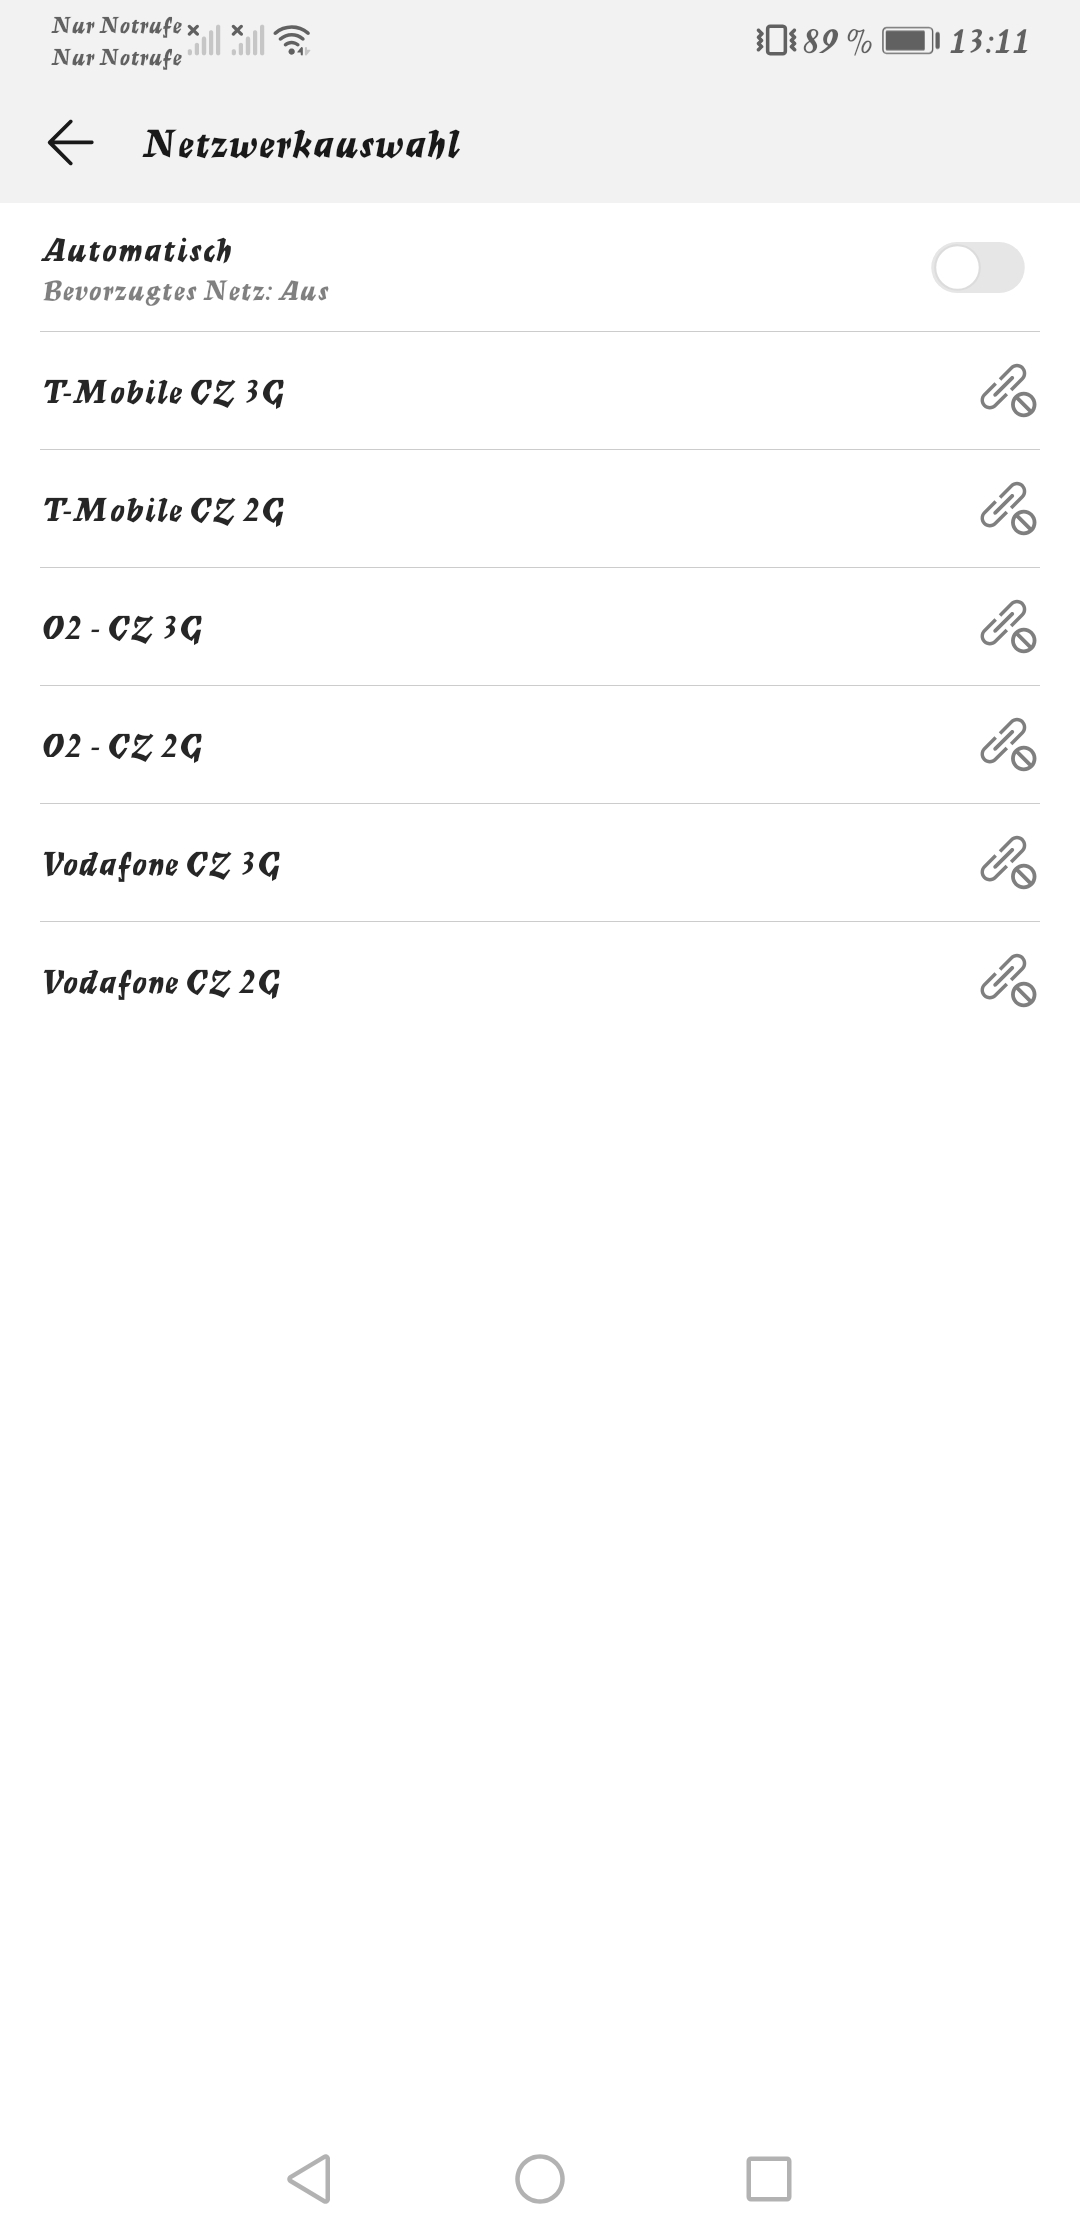 Nur Notrufe
Nur Notrufe
89 % 13:11
Netzwerkauswahl
Automatisch
Bevorzugtes Netz: Aus
T-Mobile CZ 3G
T-Mobile CZ 2G
O2 - CZ 3G
O2 - CZ 2G
Vodafone CZ 3G
Vodafone CZ 2G